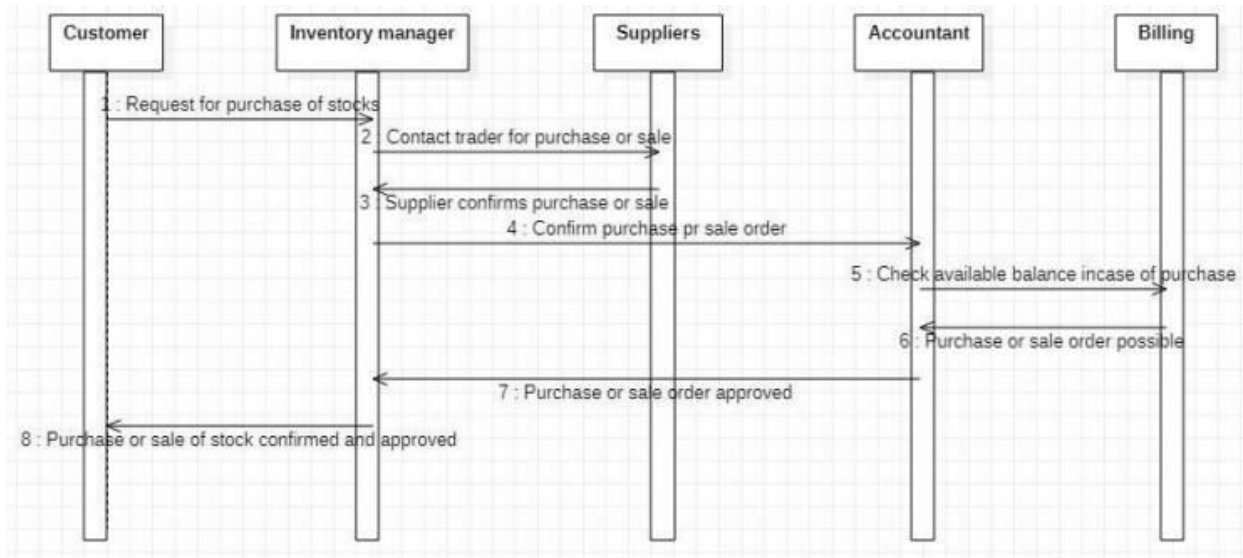 Customer
Inventory manager
Suppliers
Accountant
Billing
1 : Request for purchase of stocks
2 : Contact trader for purchase or sale
3 : Supplier confirms purchase or sale
4 : Confirm purchase pr sale order
5 : Check available balance incase of purchase
6 : Purchase or sale order possible
7 : Purchase or sale order approved
8 : Purchase or sale of stock confirmed and approved